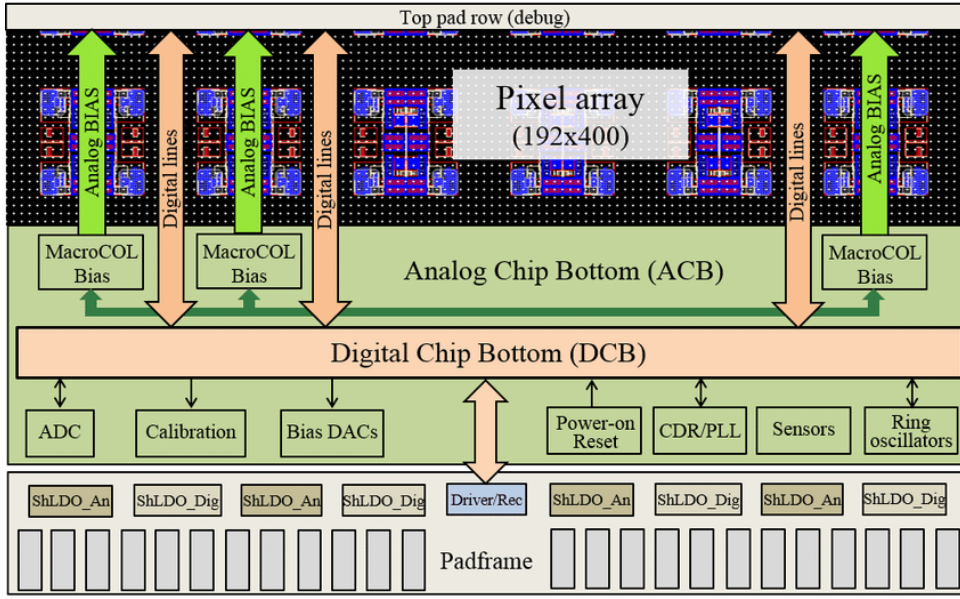 Top pad row (debug)
Analog BIAS
Digital lines
Analog BIAS
Digital lines
Pixel array
(192x400)
Digital lines
Analog BIAS
MacroCOL
Bias
MacroCOL
Bias
Analog Chip Bottom (ACB)
MacroCOL
Bias
Digital Chip Bottom (DCB)
ADC
Calibration
Bias DACs
Power-on
Reset
CDR/PLL
Sensors
Ring
oscillators
ShLDO_An
ShLDO_Dig
ShLDO_An
ShLDO_Dig
Driver/Rec
ShLDO_An
ShLDO_Dig
ShLDO_An
ShLDO_Dig
Padframe